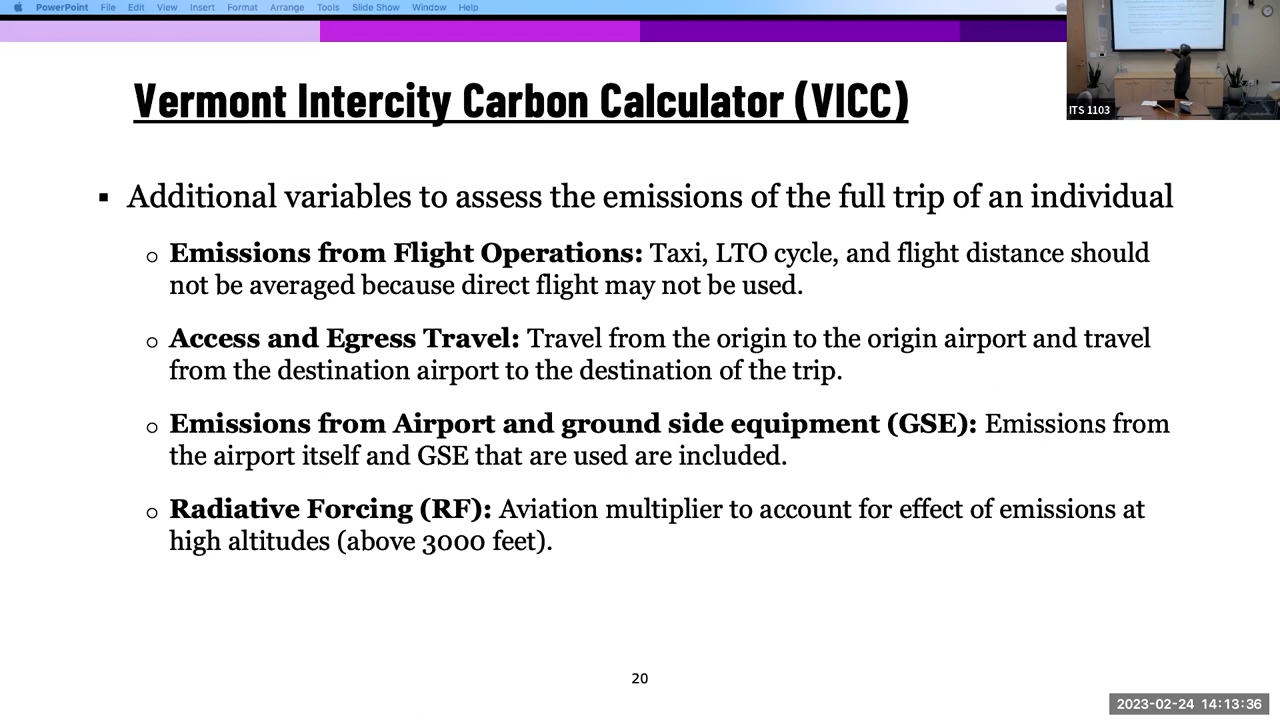 PowerPoint File Edit View Insert Format Arrange Tools Slide Show Window Help
ITS 1103
Vermont Intercity Carbon Calculator (VICC)
▪ Additional variables to assess the emissions of the full trip of an individual
o Emissions from Flight Operations: Taxi, LTO cycle, and flight distance should
not be averaged because direct flight may not be used.
o Access and Egress Travel: Travel from the origin to the origin airport and travel
from the destination airport to the destination of the trip.
o Emissions from Airport and ground side equipment (GSE): Emissions from
the airport itself and GSE that are used are included.
o Radiative Forcing (RF): Aviation multiplier to account for effect of emissions at
high altitudes (above 3000 feet).
20
2023-02-24 14:13:36